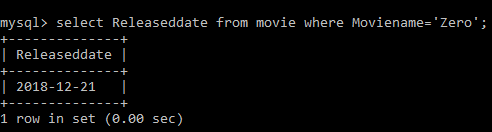 mysql> select Releaseddate from movie where Moviename='Zero';
+--------------+
| Releaseddate |
+--------------+
| 2018-12-21   |
+--------------+
1 row in set (0.00 sec)